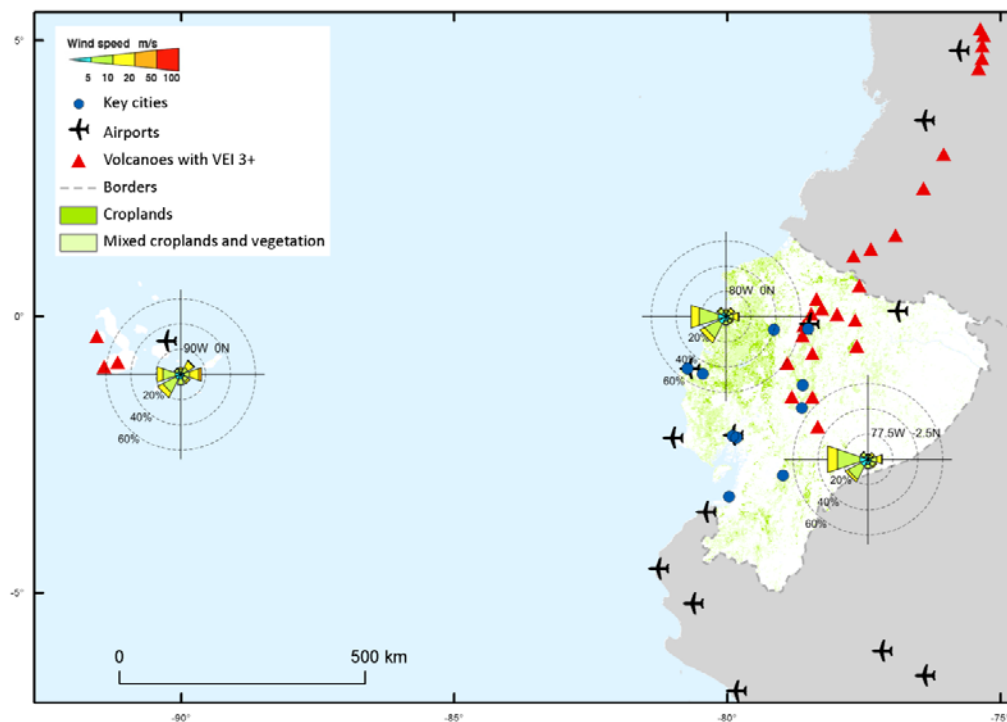 5°
Wind speed m/s
5 10 20 50 100
Key cities
Airports
Volcanoes with VEI 3+
Borders
Croplands
Mixed croplands and vegetation
80W 0N
20%
40%
60%
0°
-90W 0N
20%
40%
60%
77.5W -2.5N
20%
40%
60%
-5°
0 500 km
-90° -85° -80° -75°